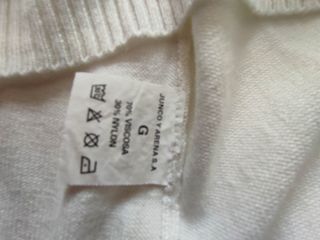 JUNCO Y ARENA S.A
G
70% VISCOSA
30% NYLON